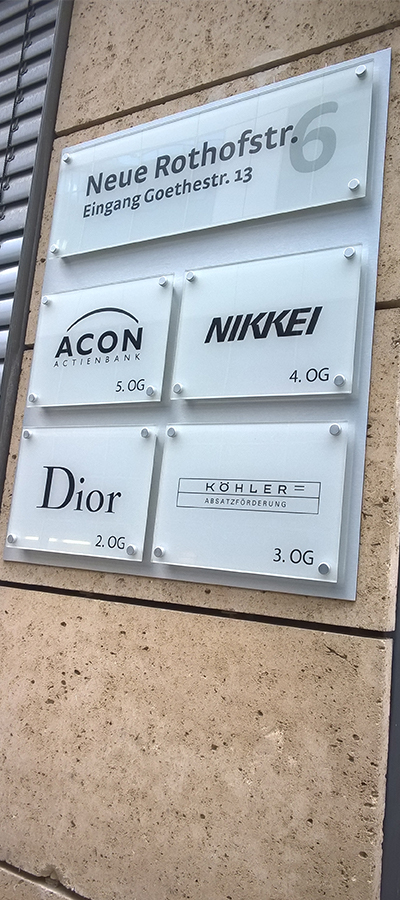 Neue Rothofstr. 6
Eingang Goethestr. 13
ACON
ACTIENBANK
5. OG
NIKKEI
4. OG
Dior
2. OG
KÖHLER
ABSATZFÖRDERUNG
3. OG